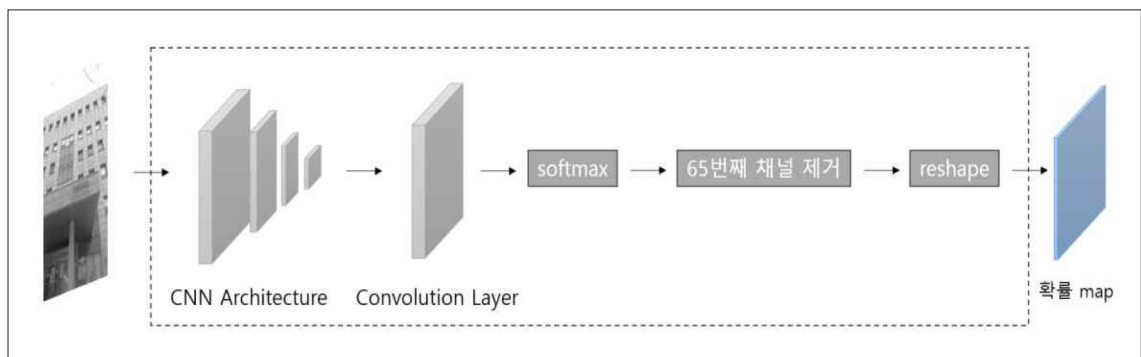 softmax
65번째 채널 제거
reshape
CNN Architecture
Convolution Layer
확률 map